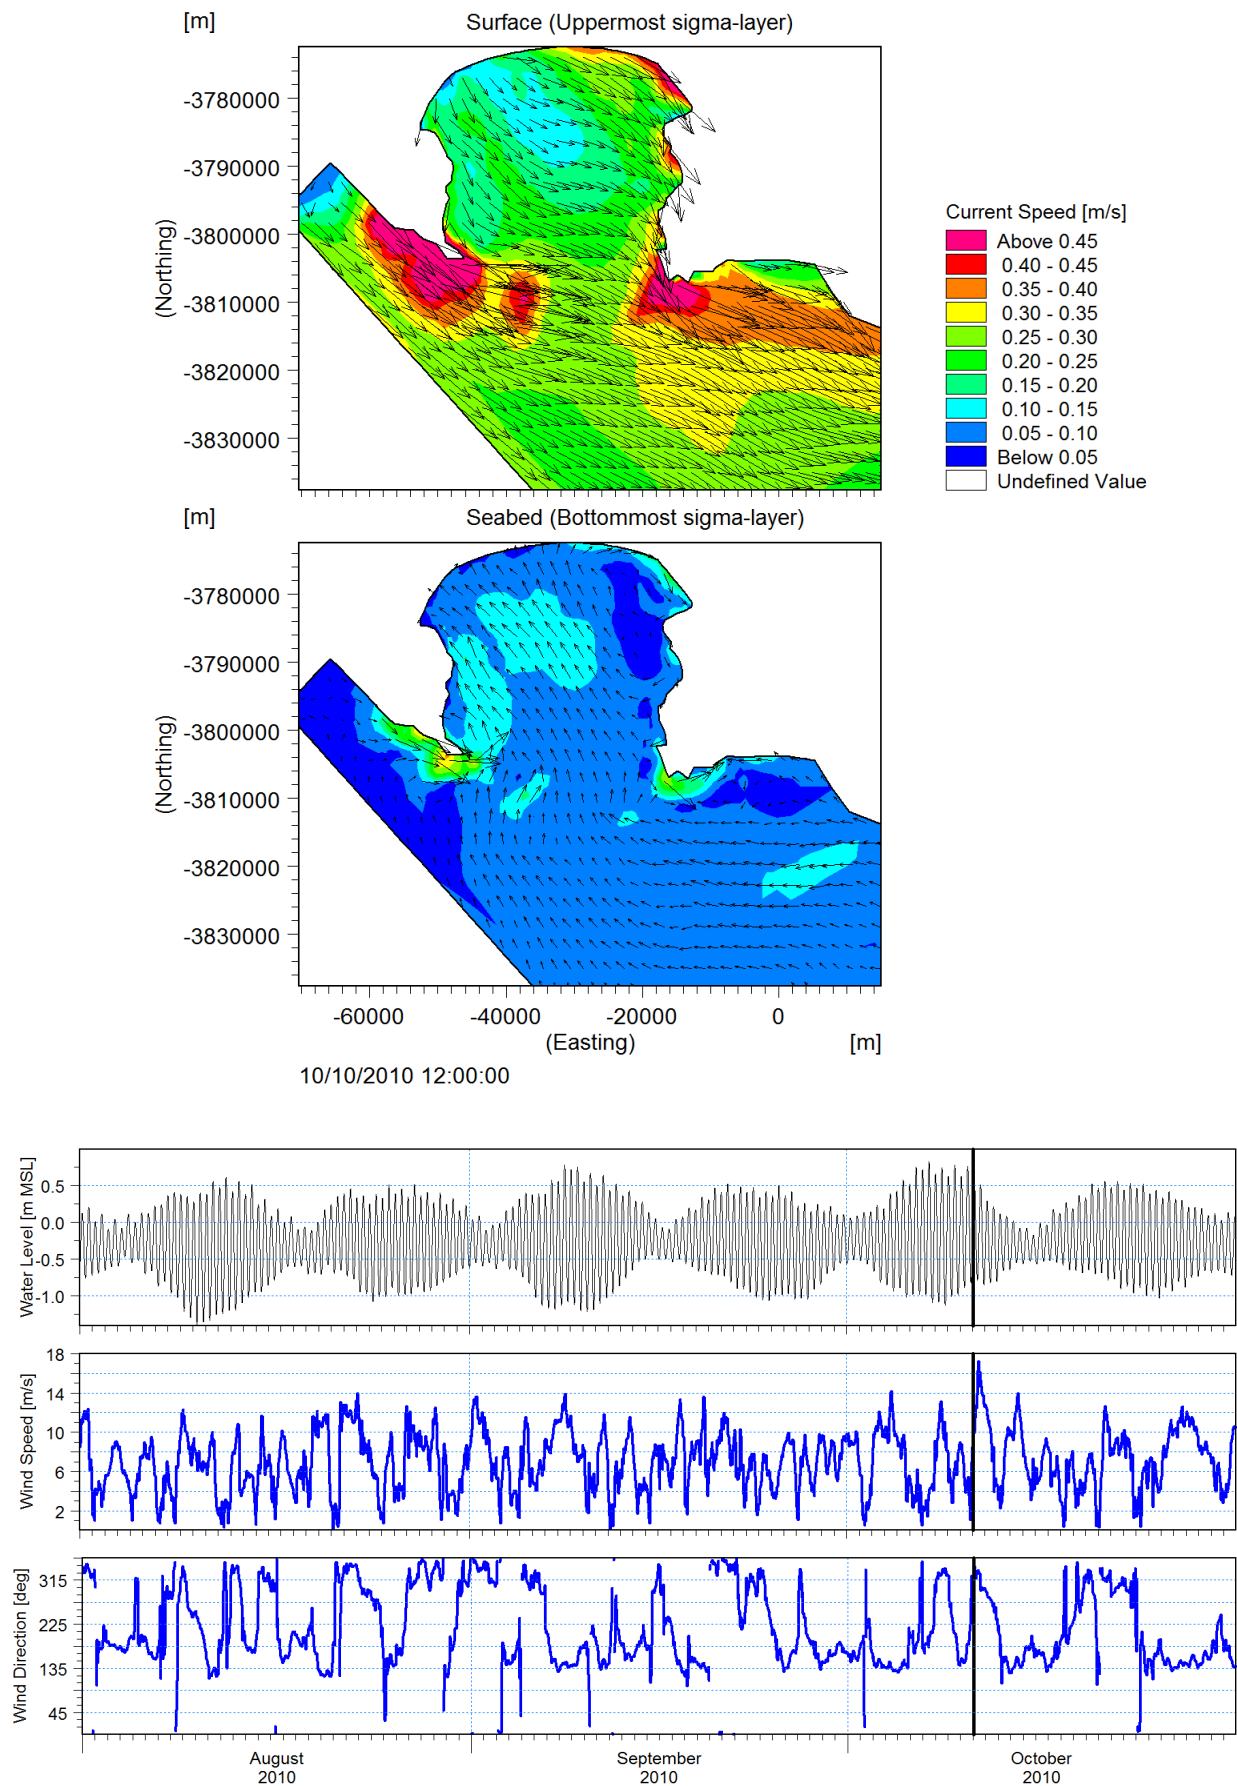 [m]
Surface (Uppermost sigma-layer)
-3780000
-3790000
-3800000
-3810000
-3820000
-3830000
(Northing)
Current Speed [m/s]
Above 0.45
0.40 - 0.45
0.35 - 0.40
0.30 - 0.35
0.25 - 0.30
0.20 - 0.25
0.15 - 0.20
0.10 - 0.15
0.05 - 0.10
Below 0.05
Undefined Value
[m]
Seabed (Bottommost sigma-layer)
-3780000
-3790000
-3800000
-3810000
-3820000
-3830000
(Northing)
-60000 -40000 -20000 0
(Easting) [m]
10/10/2010 12:00:00
Water Level [m MSL]
0.5
0.0
-0.5
-1.0
Wind Speed [m/s]
18
14
10
6
2
Wind Direction [deg]
315
225
135
45
August September October
2010 2010 2010